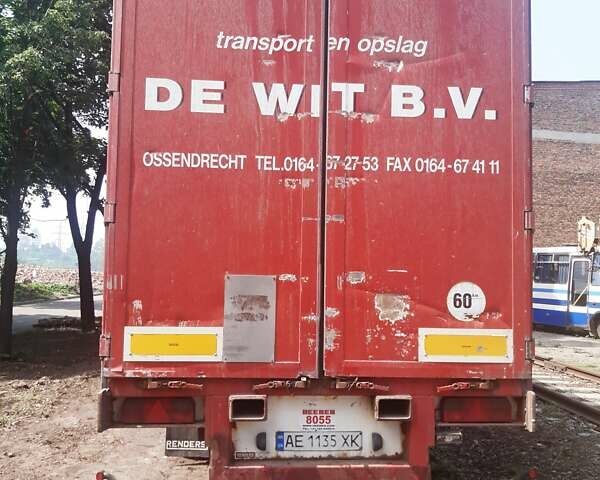 transport en opslag
DE WIT B.V.
OSSENDRECHT TEL.0164-67-27-53 FAX 0164-67 41 11
60
8055
RENDERS
AE 1135 XK